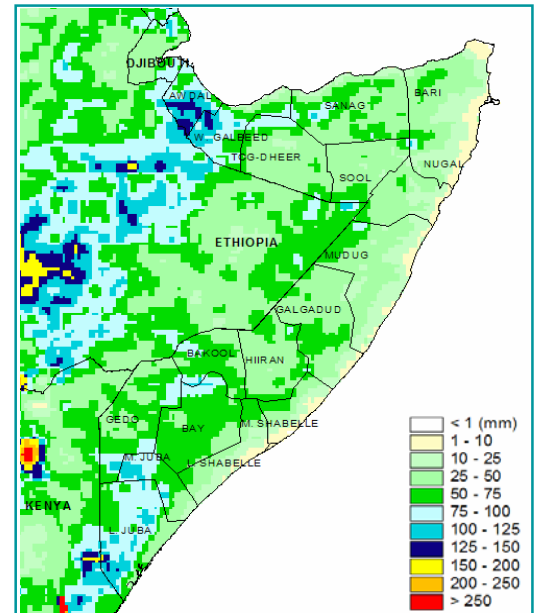 DJIBOUTI
AWDAL
SANAG
BARI
W. GALBEED
TOG-DHEER
NUGAL
SOOL
ETHIOPIA
MUDUG
GALGADUD
BAKOOL
HIIRAN
GEDO
BAY
M. SHABELLE
M. JUBA
L. SHABELLE
KENYA
L. JUBA
< 1 (mm)
1 - 10
10 - 25
25 - 50
50 - 75
75 - 100
100 - 125
125 - 150
150 - 200
200 - 250
> 250